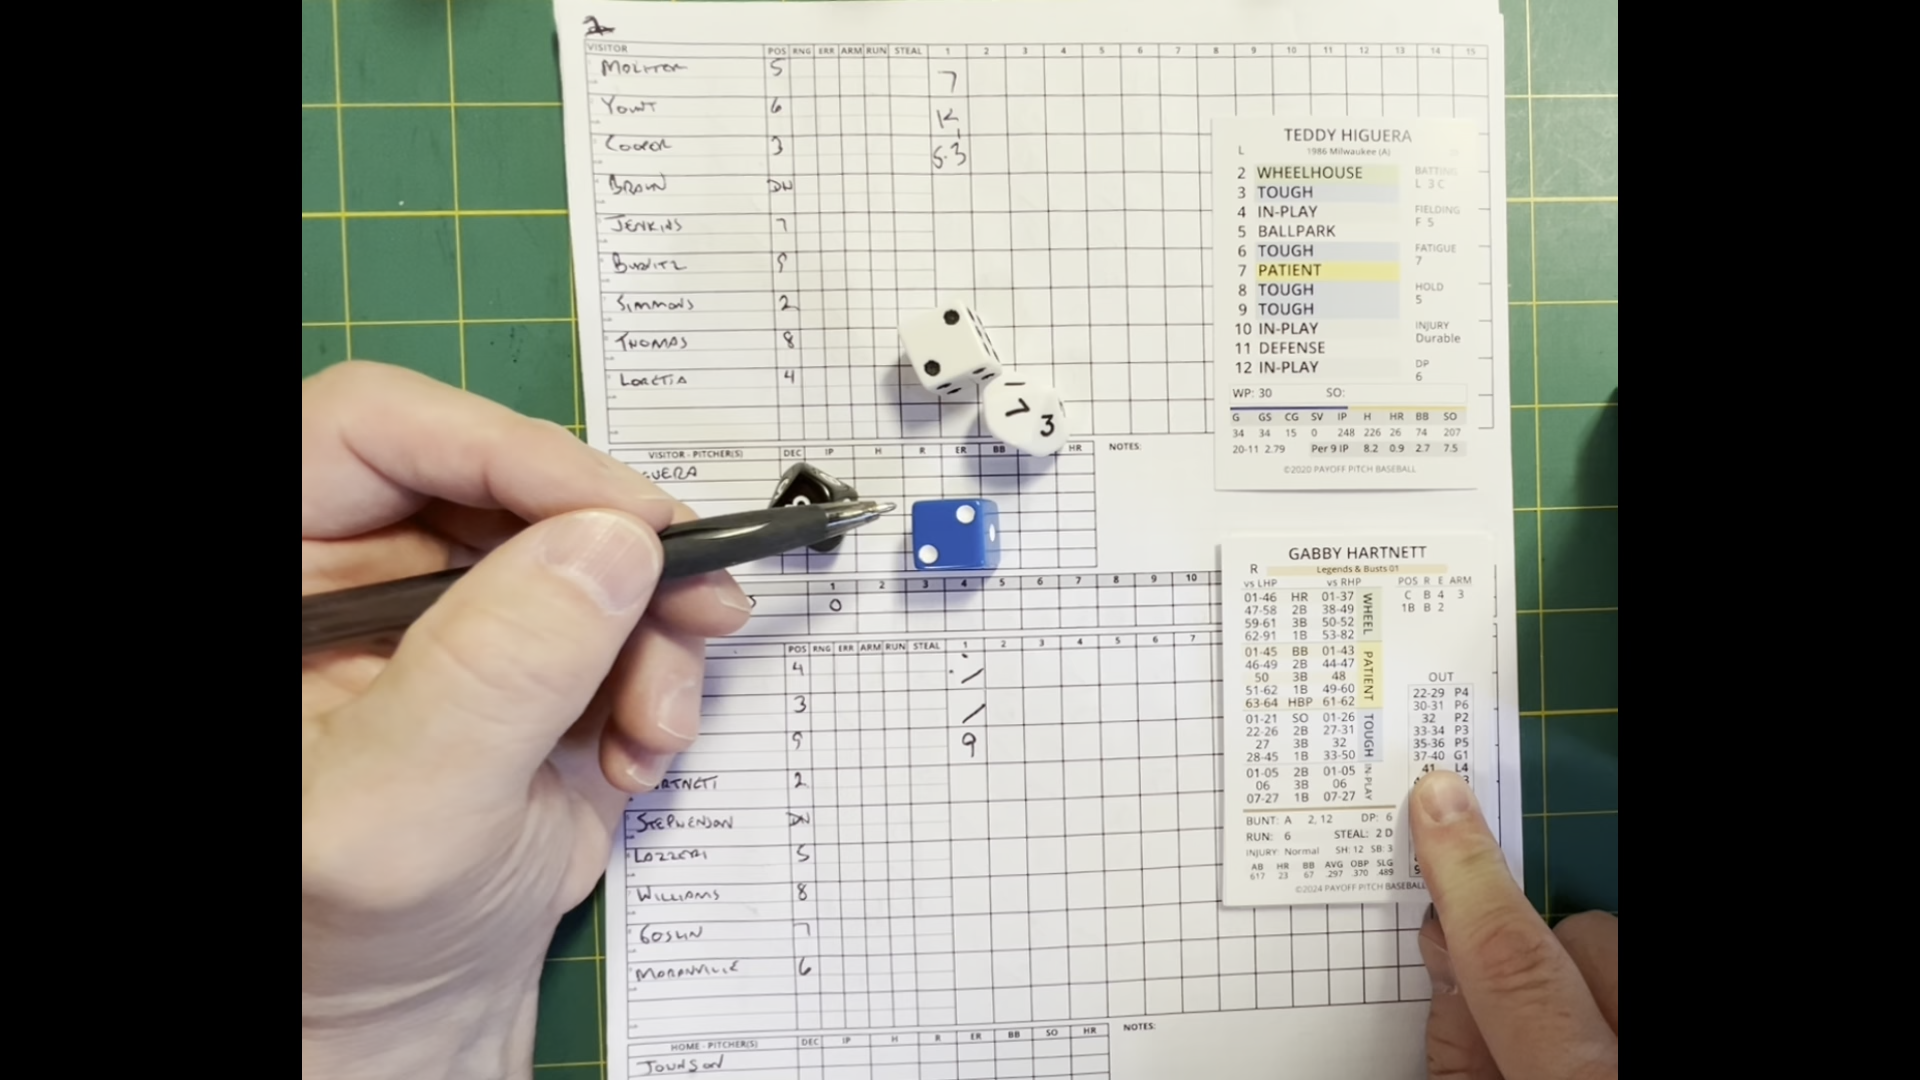 VISITOR POS RNG ERR ARM RUN STEAL 1 2 3 4 5 6 7 8 9 10 11 12 13 14 15
MOLITOR 5 7
YOUNT 6 K
COOPER 3 5-3
BRAUN DH
JENKINS 7
BURNITZ 9
SIMMONS 2
THOMAS 8
LORETTA 4
7 3
VISITOR - PITCHER(S) DEC IP H R ER BB HR NOTES:
GUERA
1 2 3 4 5 6 7 8 9 10
0
POS RNG ERR ARM RUN STEAL 1 2 3 4 5 6 7
4
3
9 9
RTNETT 2
STEPHENSON DH
LAZZERI 5
WILLIAMS 8
GOSLIN 7
MARANVILLE 6
HOME - PITCHER(S) DEC IP H R ER BB SO HR NOTES:
JOHNSON
TEDDY HIGUERA
L 1986 Milwaukee (A)
2 WHEELHOUSE BATTING
3 TOUGH L 3 C
4 IN-PLAY FIELDING
5 BALLPARK F 5
6 TOUGH FATIGUE
7 PATIENT 7
8 TOUGH HOLD
9 TOUGH 5
10 IN-PLAY INJURY
11 DEFENSE Durable
12 IN-PLAY DP
6
WP: 30 SO:
G GS CG SV IP H HR BB SO
34 34 15 0 248 226 26 74 207
20-11 2.79 Per 9 IP 8.2 0.9 2.7 7.5
©2020 PAYOFF PITCH BASEBALL
GABBY HARTNETT
R Legends & Busts 01
vs LHP vs RHP POS R E ARM
01-46 HR 01-37 C B 4 3
47-58 2B 38-49 1B B 2
59-61 3B 50-52
62-91 1B 53-82
WHEEL
01-45 BB 01-43
46-49 2B 44-47
50 3B 48
51-62 1B 49-60
63-64 HBP 61-62
PATIENT
01-21 SO 01-26
22-26 2B 27-31
27 3B 32
28-45 1B 33-50
TOUGH
01-05 2B 01-05
06 3B 06
07-27 1B 07-27
IN-PLAY
OUT
22-29 P4
30-31 P6
32 P2
33-34 P3
35-36 P5
37-40 G1
41 L4
BUNT: A 2, 12 DP: 6
RUN: 6 STEAL: 2 D
INJURY: Normal SH: 12 SB: 3
AB HR BB AVG OBP SLG
617 23 67 .297 .370 .489
©2024 PAYOFF PITCH BASEBALL